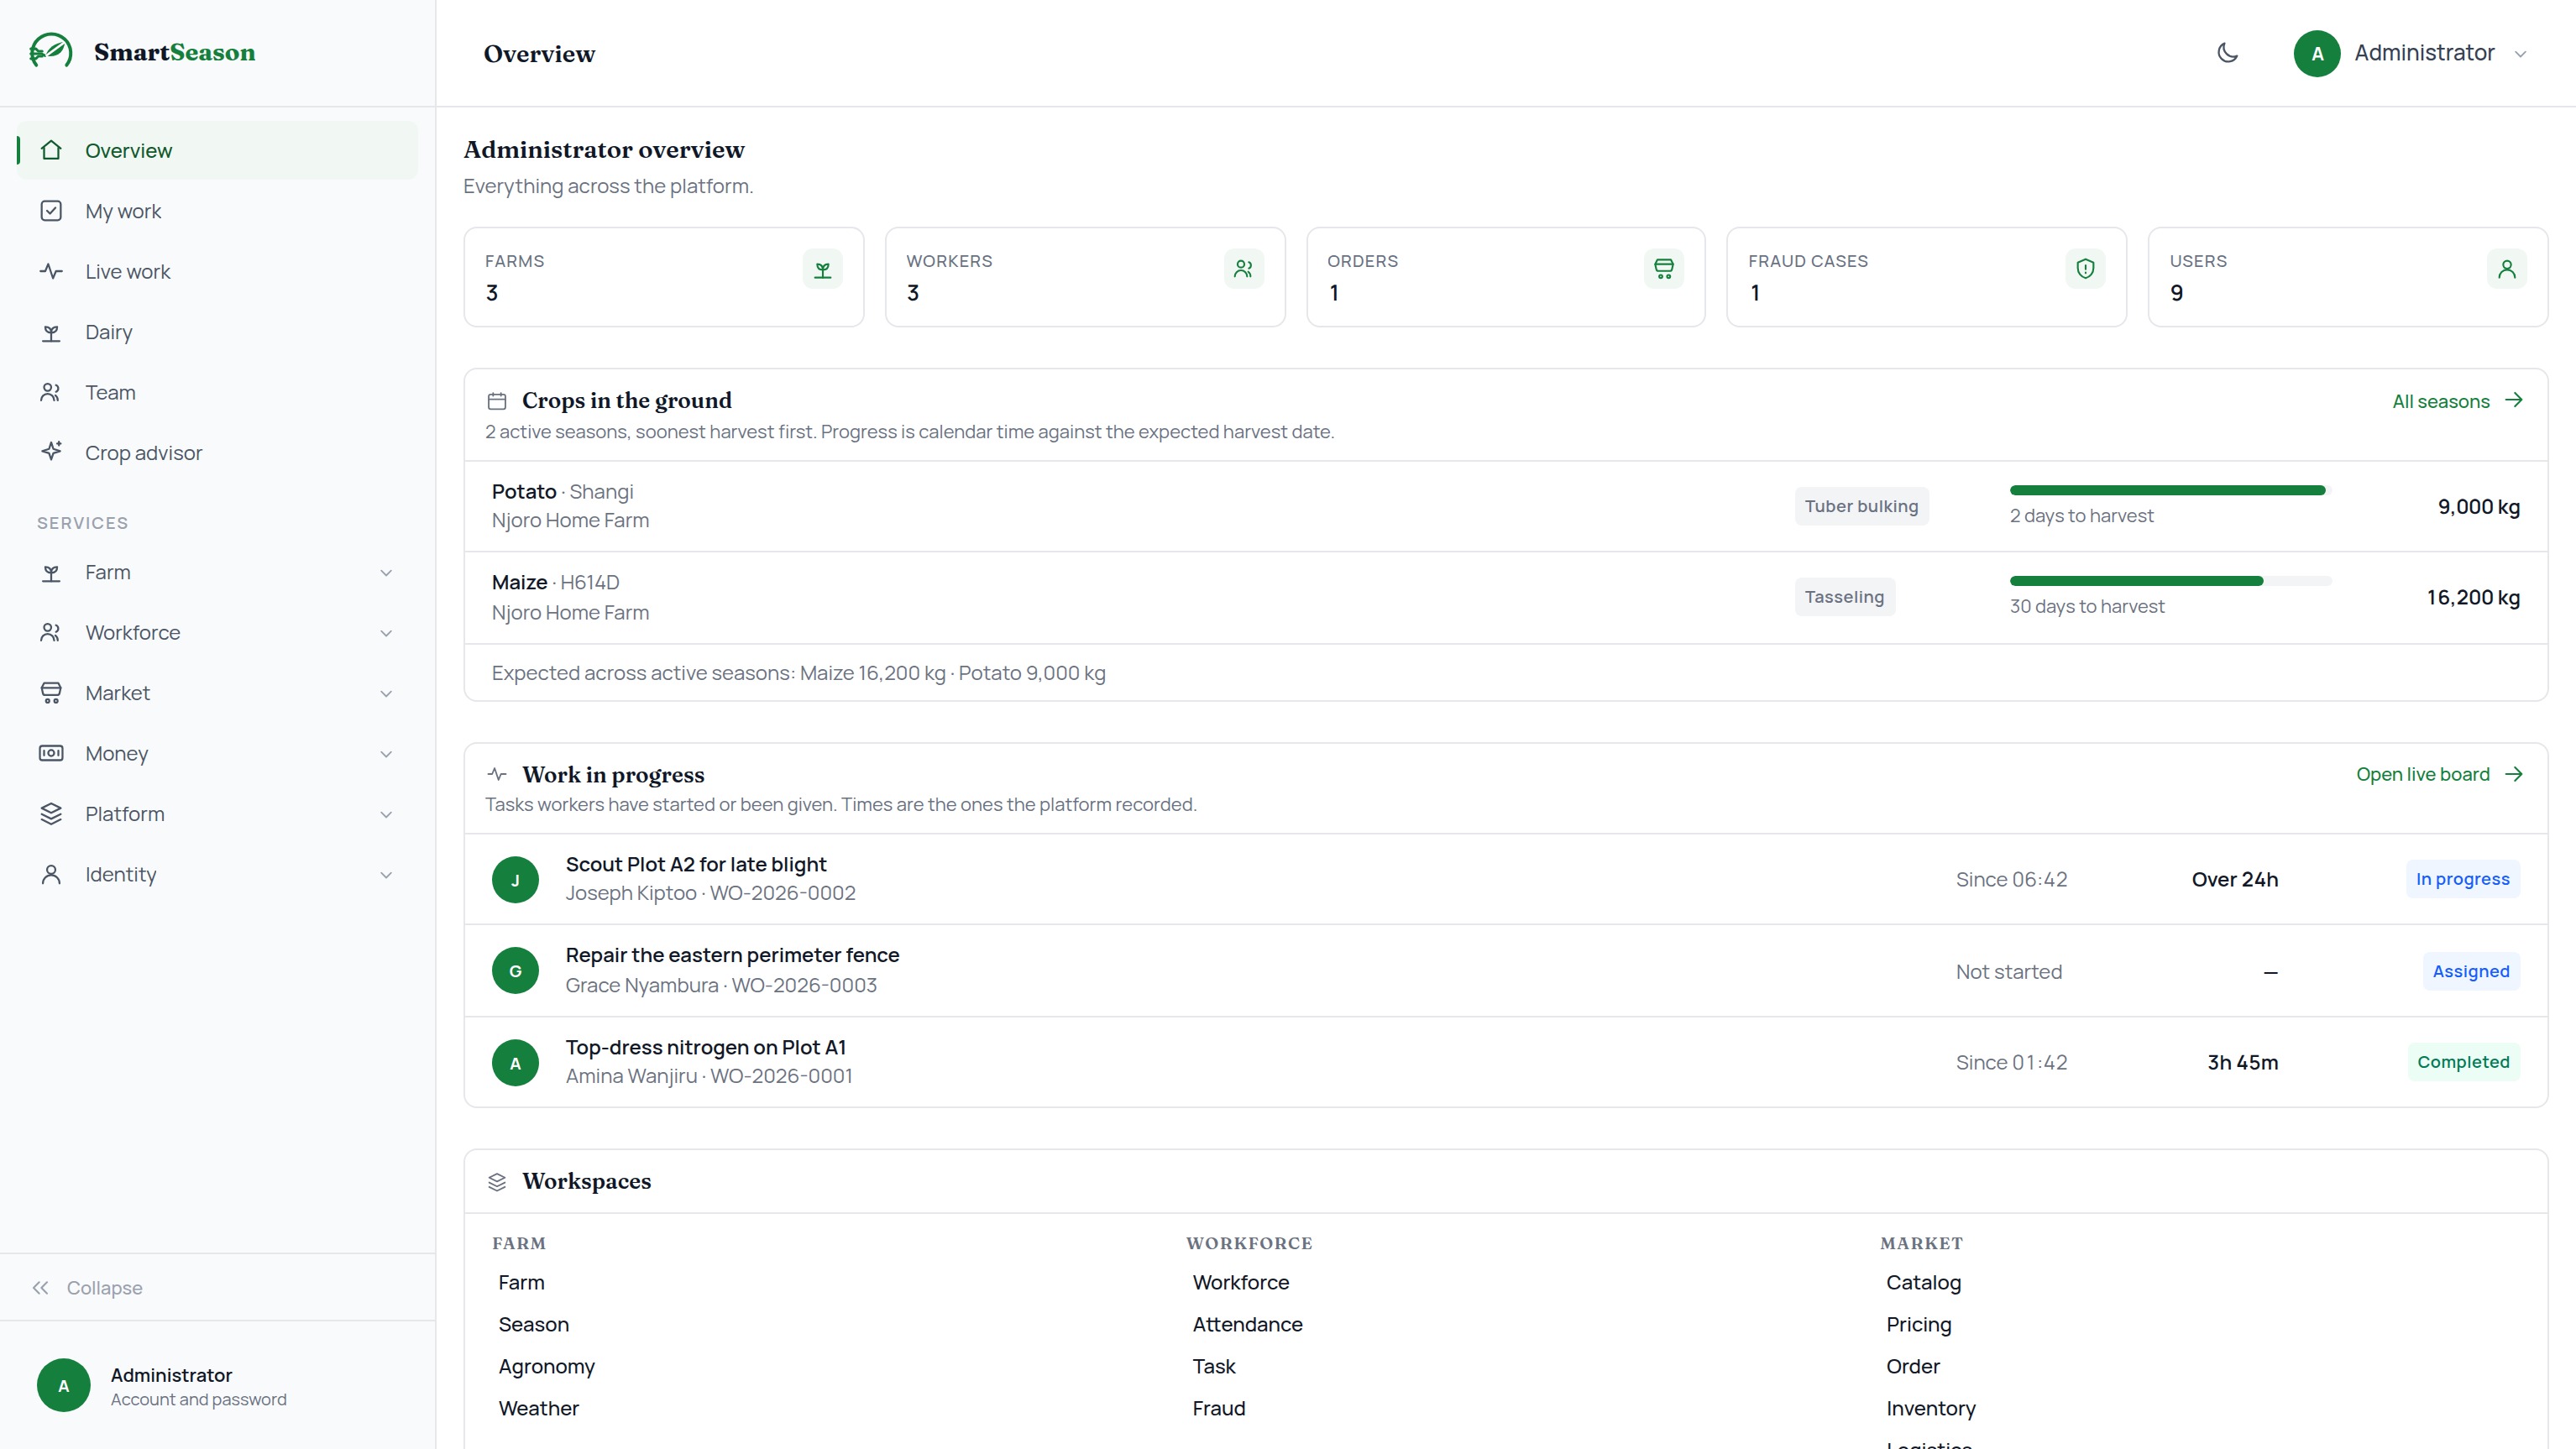 SmartSeason
Overview
A
Administrator
Overview
My work
Live work
Dairy
Team
Crop advisor
SERVICES
Farm
Workforce
Market
Money
Platform
Identity
Collapse
A
Administrator
Account and password
Administrator overview
Everything across the platform.
FARMS
3
WORKERS
3
ORDERS
1
FRAUD CASES
1
USERS
9
Crops in the ground
All seasons
2 active seasons, soonest harvest first. Progress is calendar time against the expected harvest date.
Potato · Shangi
Njoro Home Farm
Tuber bulking
2 days to harvest
9,000 kg
Maize · H614D
Njoro Home Farm
Tasseling
30 days to harvest
16,200 kg
Expected across active seasons: Maize 16,200 kg · Potato 9,000 kg
Work in progress
Open live board
Tasks workers have started or been given. Times are the ones the platform recorded.
J
Scout Plot A2 for late blight
Joseph Kiptoo · WO-2026-0002
Since 06:42
Over 24h
In progress
G
Repair the eastern perimeter fence
Grace Nyambura · WO-2026-0003
Not started
—
Assigned
A
Top-dress nitrogen on Plot A1
Amina Wanjiru · WO-2026-0001
Since 01:42
3h 45m
Completed
Workspaces
FARM
Farm
Season
Agronomy
Weather
WORKFORCE
Workforce
Attendance
Task
Fraud
MARKET
Catalog
Pricing
Order
Inventory